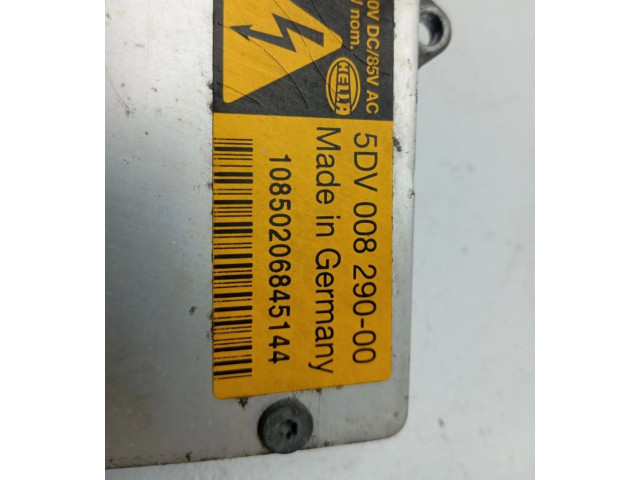 0V DC/85V AC
V nom.
HELLA
5DV 008 290-00
Made in Germany
10850206845144